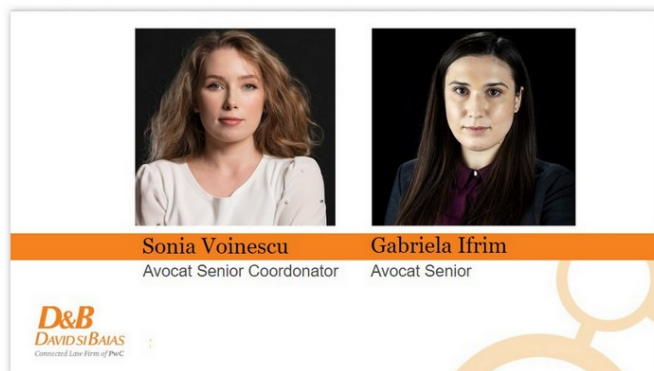 Sonia Voinescu
Avocat Senior Coordonator
Gabriela Ifrim
Avocat Senior
D&B
DAVID SI BAIAS
Connected Law Firm of PwC